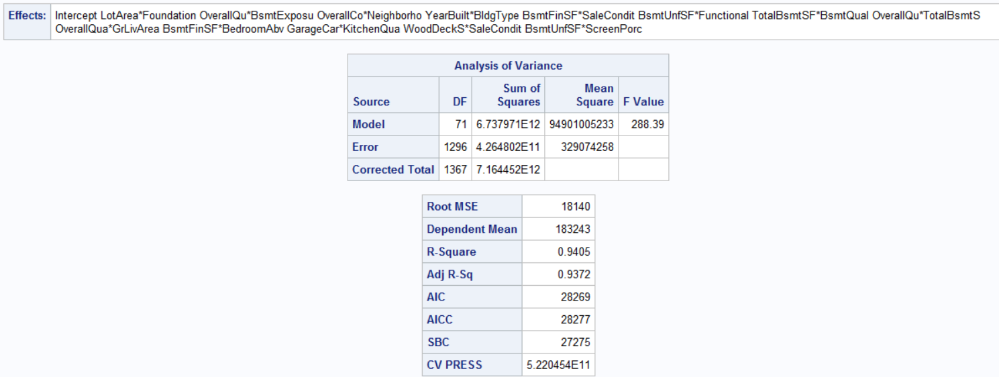 Effects: Intercept LotArea*Foundation OverallQu*BsmtExposu OverallCo*Neighborho YearBuilt*BldgType BsmtFinSF*SaleCondit BsmtUnfSF*Functional TotalBsmtSF*BsmtQual OverallQu*TotalBsmtS
OverallQua*GrLivArea BsmtFinSF*BedroomAbv GarageCar*KitchenQua WoodDeckS*SaleCondit BsmtUnfSF*ScreenPorc
Analysis of Variance
Source DF Sum of Squares Mean Square F Value
Model 71 6.737971E12 94901005233 288.39
Error 1296 4.264802E11 329074258
Corrected Total 1367 7.164452E12
Root MSE 18140
Dependent Mean 183243
R-Square 0.9405
Adj R-Sq 0.9372
AIC 28269
AICC 28277
SBC 27275
CV PRESS 5.220454E11